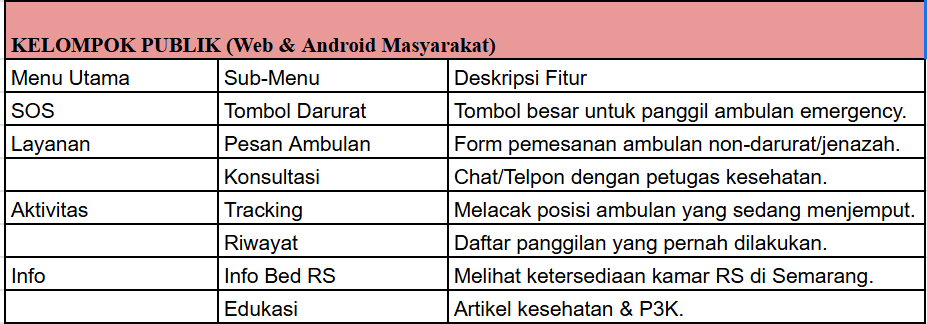 KELOMPOK PUBLIK (Web & Android Masyarakat)
Menu Utama Sub-Menu Deskripsi Fitur
SOS Tombol Darurat Tombol besar untuk panggil ambulan emergency.
Layanan Pesan Ambulan Form pemesanan ambulan non-darurat/jenazah.
Konsultasi Chat/Telpon dengan petugas kesehatan.
Aktivitas Tracking Melacak posisi ambulan yang sedang menjemput.
Riwayat Daftar panggilan yang pernah dilakukan.
Info Info Bed RS Melihat ketersediaan kamar RS di Semarang.
Edukasi Artikel kesehatan & P3K.